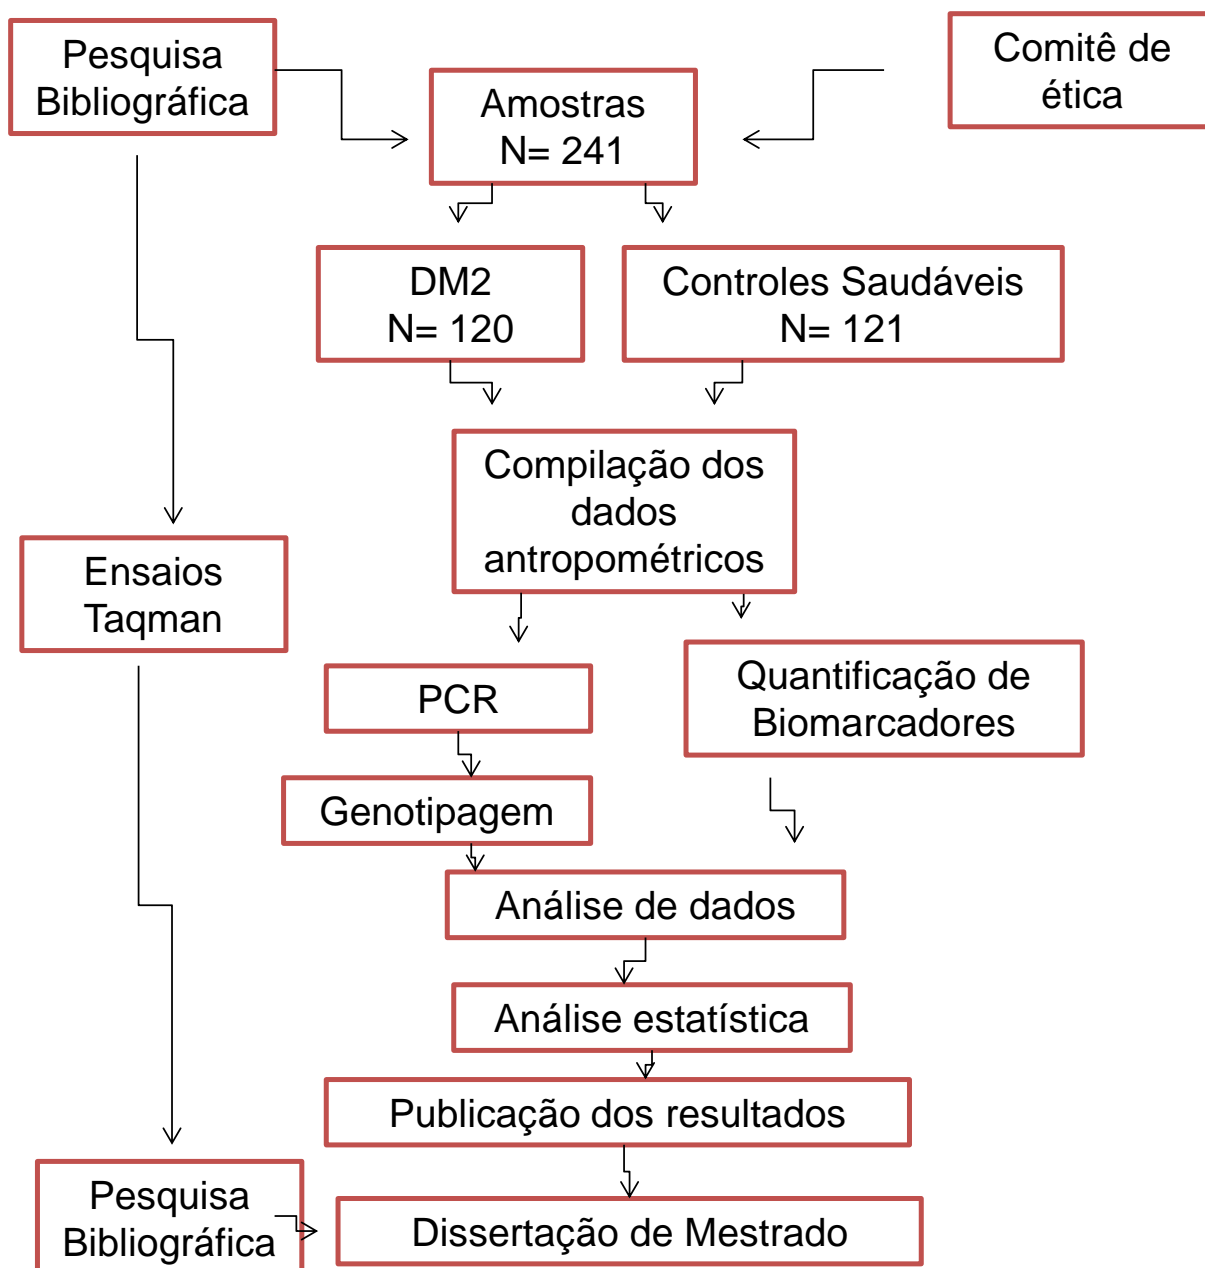 Pesquisa
Bibliográfica
Amostras
N= 241
Comitê de
ética
DM2
N= 120
Controles Saudáveis
N= 121
Compilação dos
dados
antropométricos
Ensaios
Taqman
PCR
Quantificação de
Biomarcadores
Genotipagem
Análise de dados
Análise estatística
Publicação dos resultados
Pesquisa
Bibliográfica
Dissertação de Mestrado